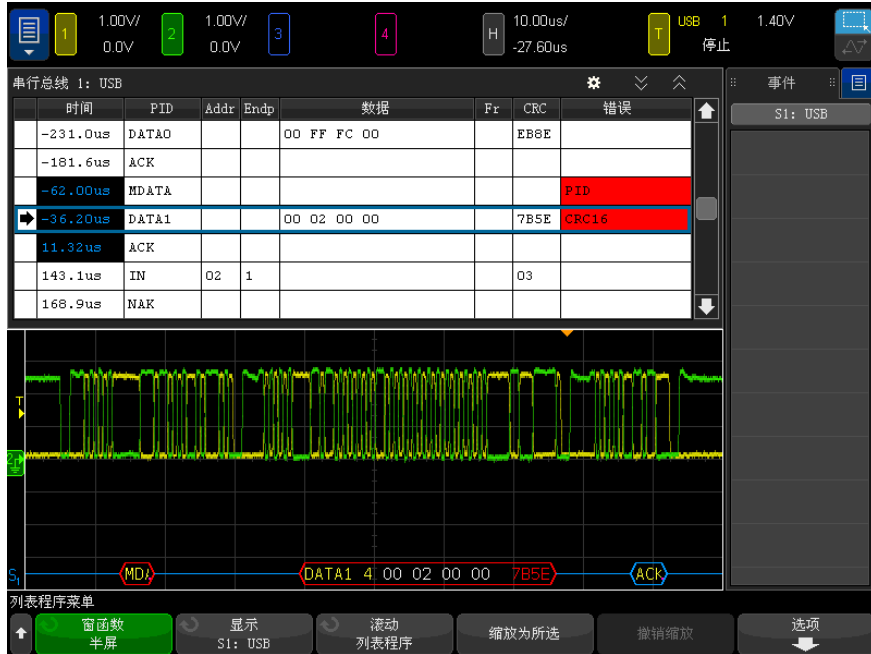 1 1.00V/ 0.0V 2 1.00V/ 0.0V 3 4 H 10.00us/ -27.60us T USB 1 停止 1.40V
串行总线 1: USB
时间 PID Addr Endp 数据 Fr CRC 错误
-231.0us DATA0 00 FF FC 00 EB8E
-181.6us ACK
-62.00us MDATA PID
-36.20us DATA1 00 02 00 00 7B5E CRC16
11.32us ACK
143.1us IN 02 1 03
168.9us NAK
事件
S1: USB
T
2
S1 MDA DATA1 4 00 02 00 00 7B5E ACK
列表程序菜单
窗函数
半屏
显示
S1: USB
滚动
列表程序
缩放为所选
撤销缩放
选项